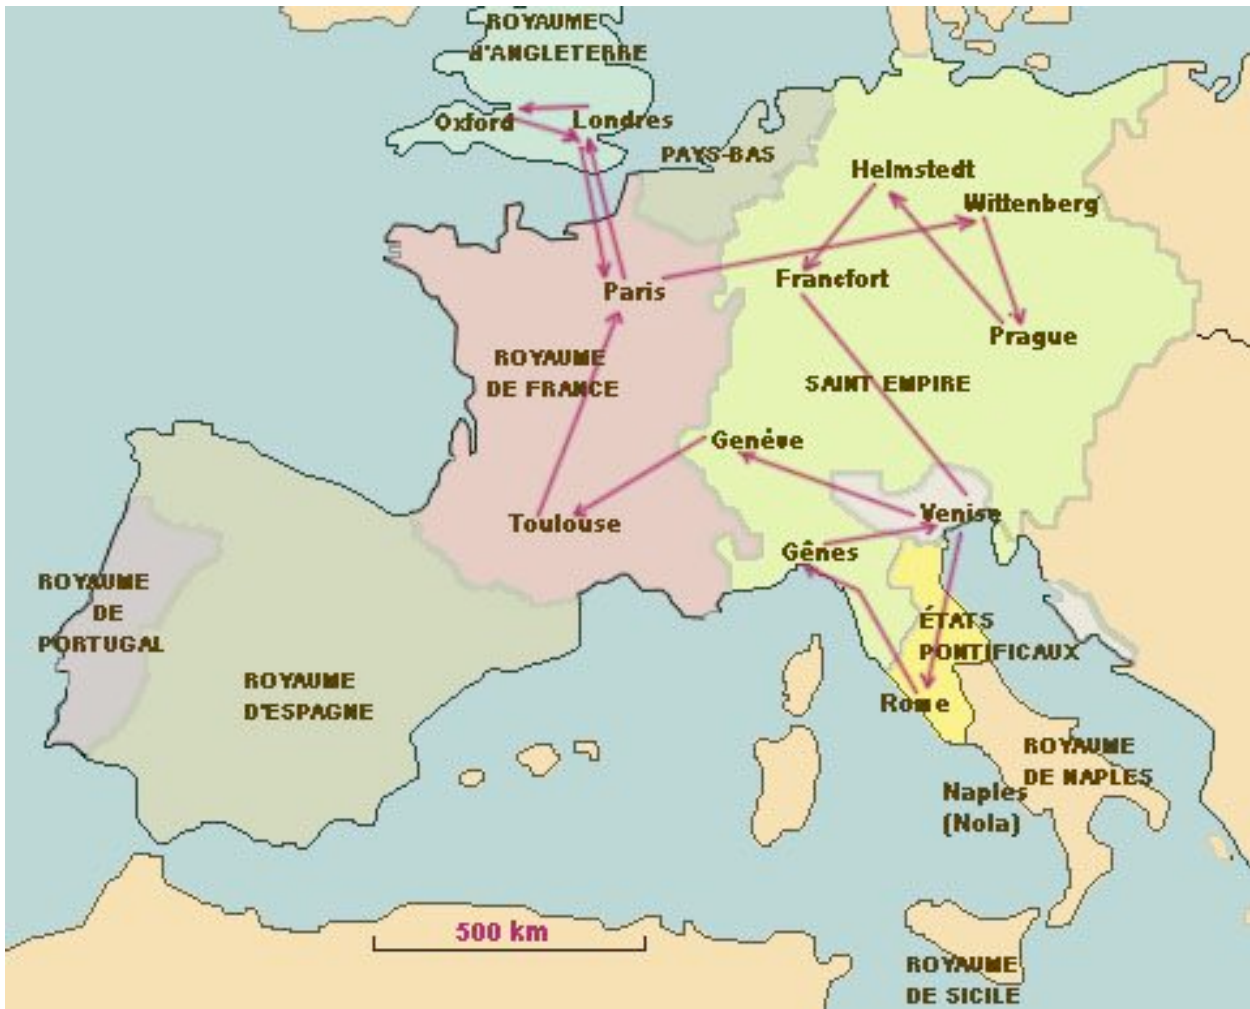 ROYAUME
d'ANGLETERRE
Oxford
Londres
PAYS-BAS
Helmstedt
Wittenberg
Francfort
Paris
Prague
ROYAUME
DE FRANCE
SAINT EMPIRE
Genéve
Toulouse
Venise
Gênes
ROYAUME
DE
PORTUGAL
ÉTATS
PONTIFICAUX
ROYAUME
D'ESPAGNE
Rome
ROYAUME
DE NAPLES
Naples
(Nola)
500 km
ROYAUME
DE SICILE